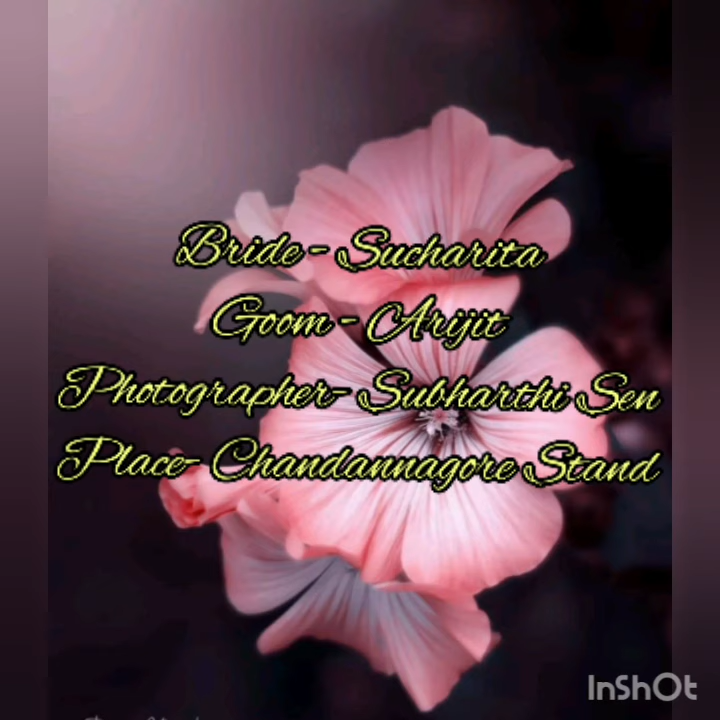 Bride - Sucharita
Goom - Arijit
Photographer- Subharthi Sen
Place- Chandannagore Stand
InShOt